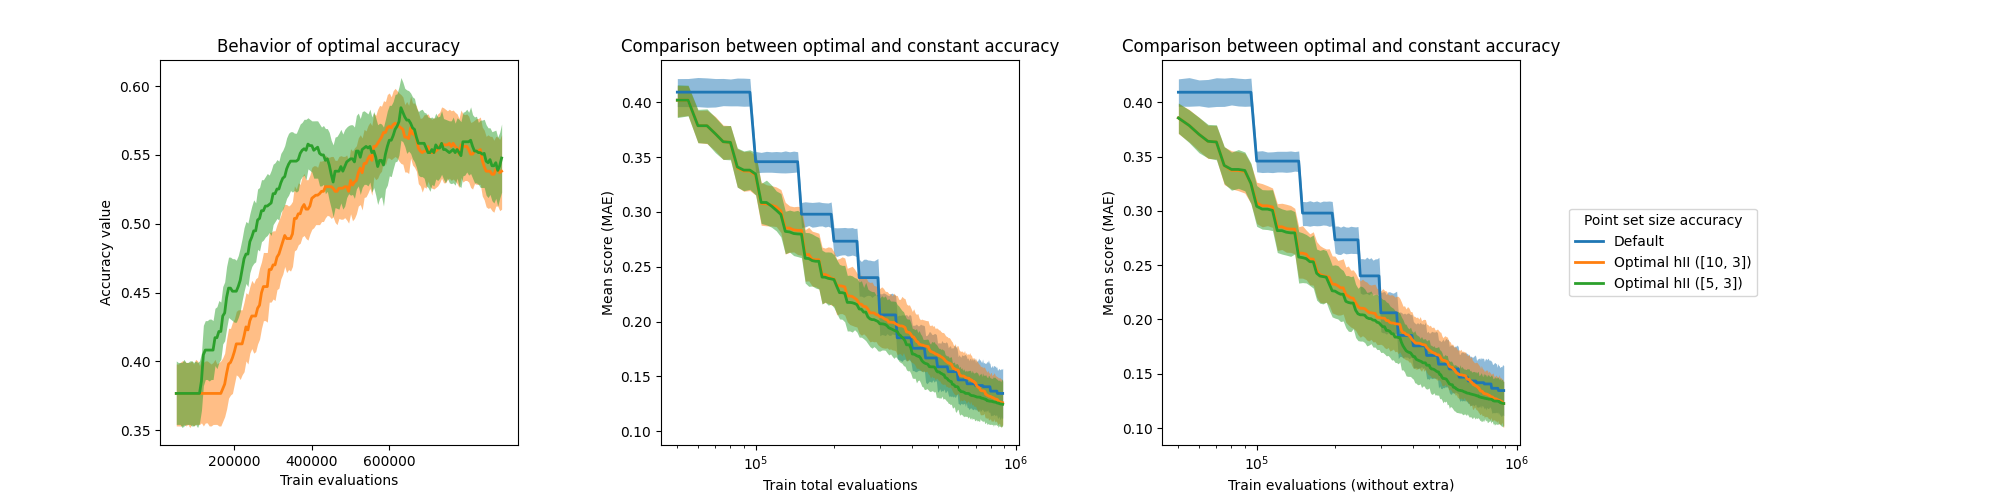 Behavior of optimal accuracy
0.60
0.55
0.50
0.45
0.40
0.35
Accuracy value
200000 400000 600000
Train evaluations
Comparison between optimal and constant accuracy
0.40
0.35
0.30
0.25
0.20
0.15
0.10
Mean score (MAE)
10^5 10^6
Train total evaluations
Comparison between optimal and constant accuracy
0.40
0.35
0.30
0.25
0.20
0.15
0.10
Mean score (MAE)
10^5 10^6
Train evaluations (without extra)
Point set size accuracy
Default
Optimal hII ([10, 3])
Optimal hII ([5, 3])